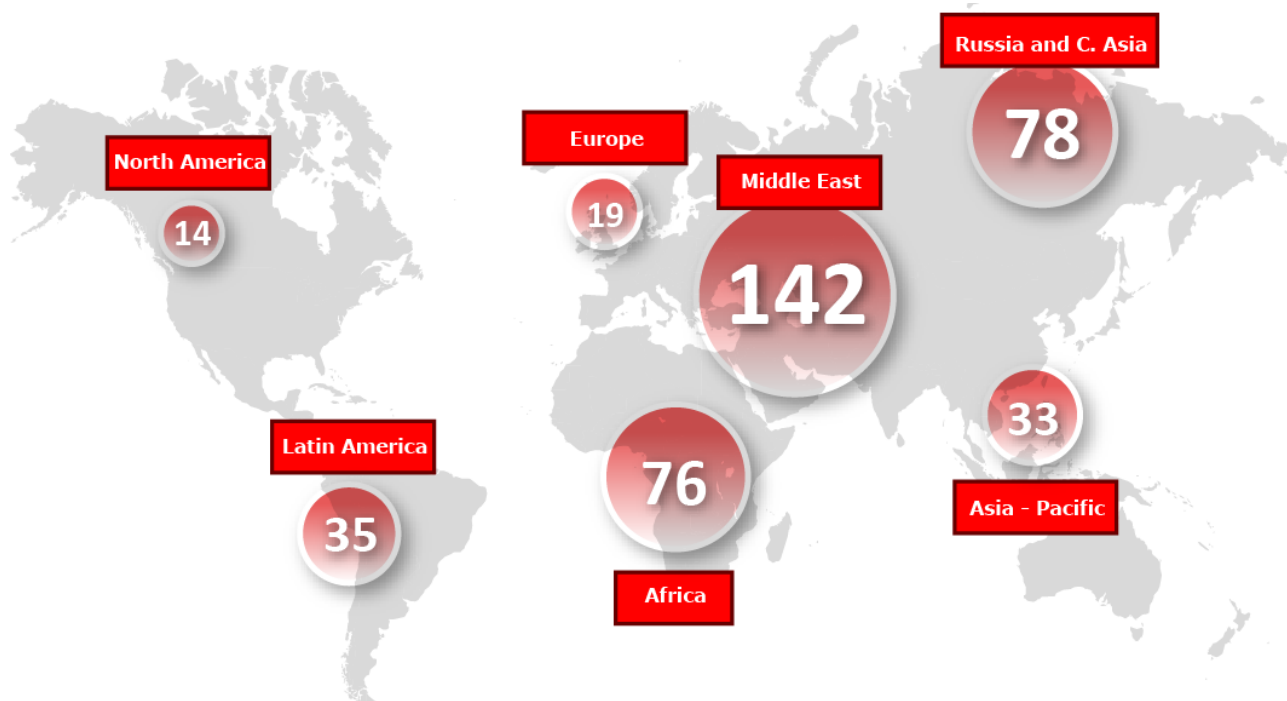 Russia and C. Asia
78
North America
14
Europe
19
Middle East
142
Latin America
35
Africa
76
33
Asia - Pacific